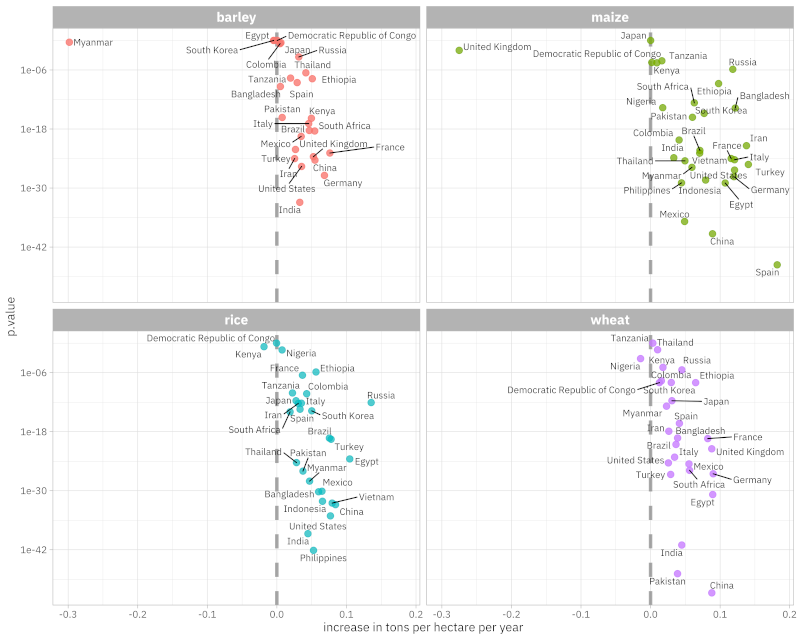 barley
Egypt
Democratic Republic of Congo
Myanmar
South Korea
Japan
Russia
Colombia
Thailand
Tanzania
Ethiopia
Bangladesh
Spain
Pakistan
Kenya
Italy
South Africa
Brazil
Mexico
United Kingdom
France
Turkey
Iran
China
United States
Germany
India
1e-06
1e-18
1e-30
1e-42
maize
Japan
United Kingdom
Democratic Republic of Congo
Tanzania
Kenya
Russia
South Africa
Ethiopia
Bangladesh
Nigeria
South Korea
Pakistan
Colombia
Brazil
Iran
India
France
Thailand
Vietnam
Italy
Myanmar
United States
Turkey
Philippines
Indonesia
Germany
Egypt
Mexico
China
Spain
p.value
rice
Democratic Republic of Congo
Kenya
Nigeria
France
Ethiopia
Tanzania
Colombia
Japan
Italy
Russia
Iran
Spain
South Korea
South Africa
Brazil
Turkey
Thailand
Pakistan
Egypt
Myanmar
Mexico
Bangladesh
Vietnam
Indonesia
China
United States
India
Philippines
1e-06
1e-18
1e-30
1e-42
-0.3
-0.2
-0.1
0.0
0.1
0.2
wheat
Tanzania
Thailand
Nigeria
Kenya
Russia
Colombia
Ethiopia
Democratic Republic of Congo
South Korea
Japan
Myanmar
Spain
Iran
Bangladesh
France
Brazil
Italy
United Kingdom
United States
Mexico
Turkey
South Africa
Germany
Egypt
India
Pakistan
China
-0.3
-0.2
-0.1
0.0
0.1
0.2
increase in tons per hectare per year